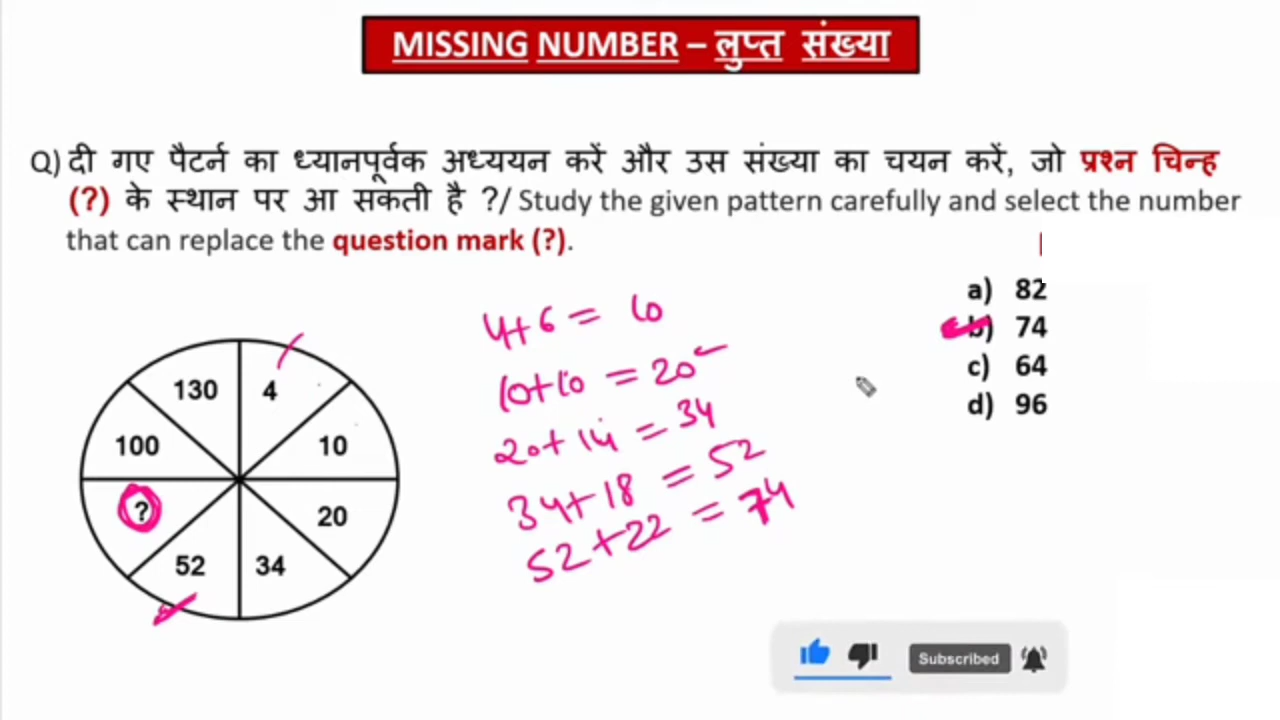 MISSING NUMBER – लुप्त संख्या
Q) दी गए पैटर्न का ध्यानपूर्वक अध्ययन करें और उस संख्या का चयन करें, जो प्रश्न चिन्ह
(?) के स्थान पर आ सकती है ?/ Study the given pattern carefully and select the number
that can replace the question mark (?).
a) 82
b) 74
c) 64
d) 96
130 4
100 10
? 20
52 34
4+6 = 10
10+10 = 20
20+14 = 34
34+18 = 52
52+22 = 74
Subscribed